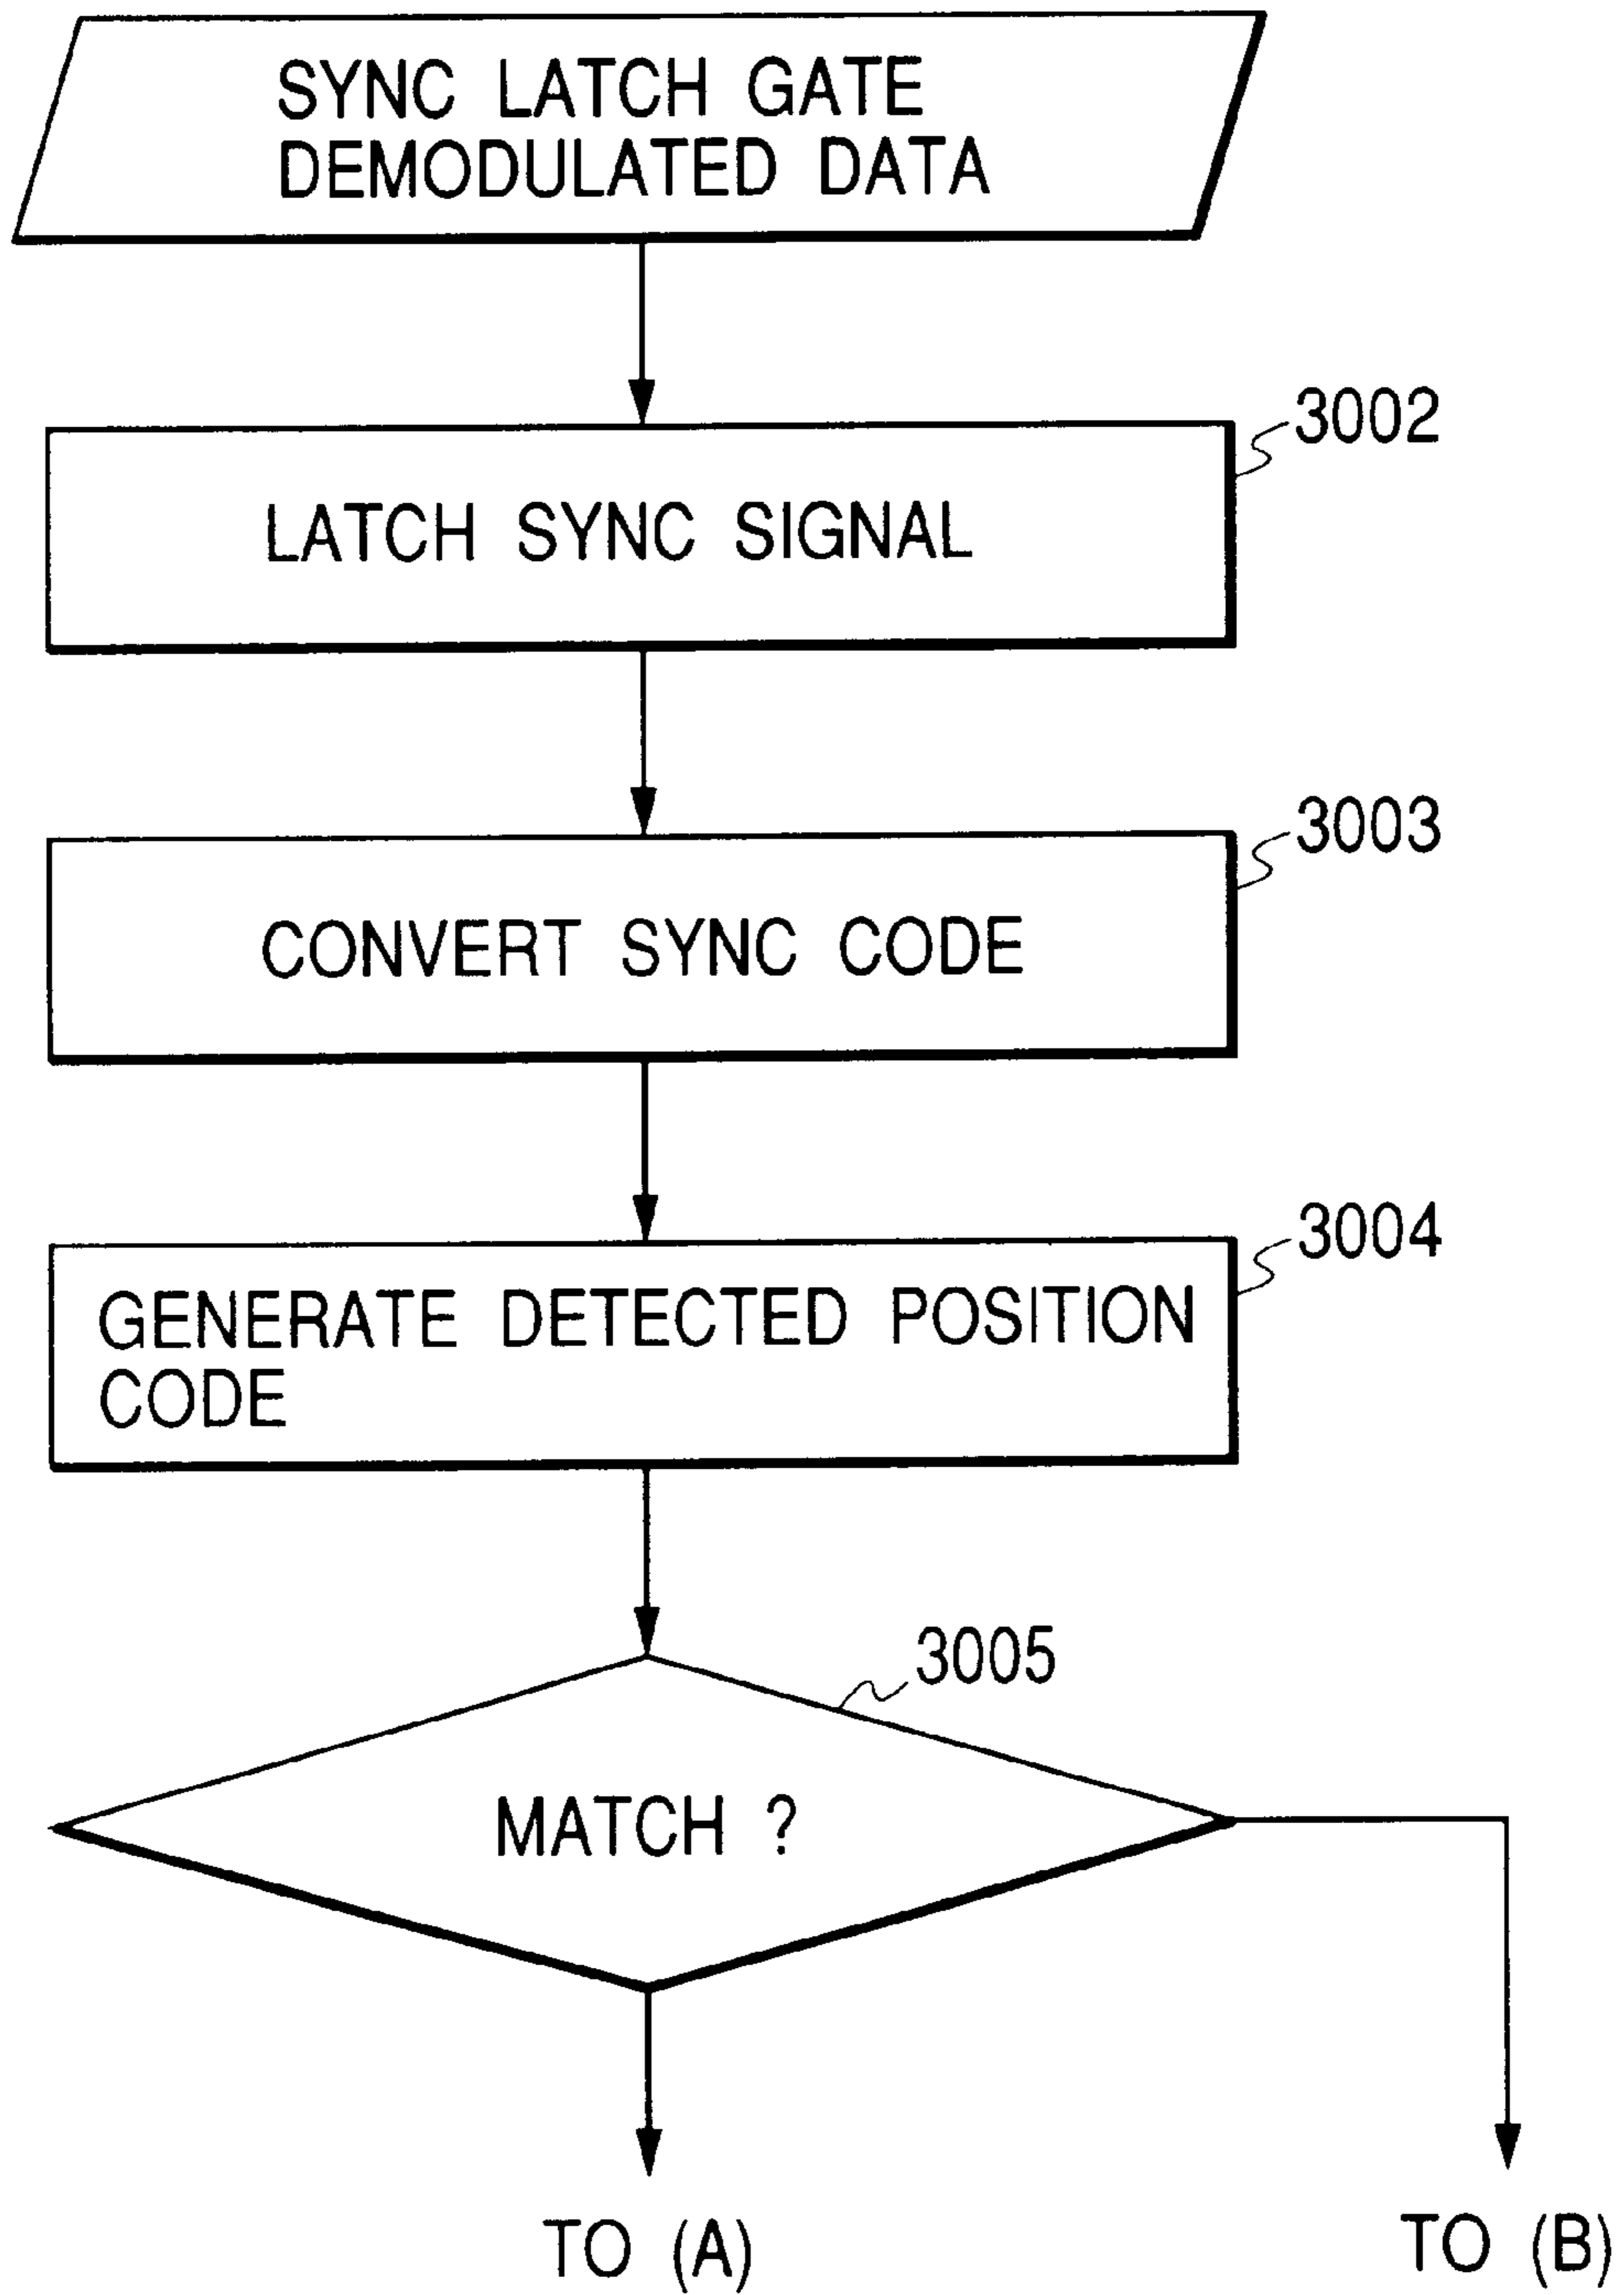 SYNC LATCH GATE
DEMODULATED DATA
3002
LATCH SYNC SIGNAL
3003
CONVERT SYNC CODE
3004
GENERATE DETECTED POSITION
CODE
3005
MATCH ?
TO (A)
TO (B)